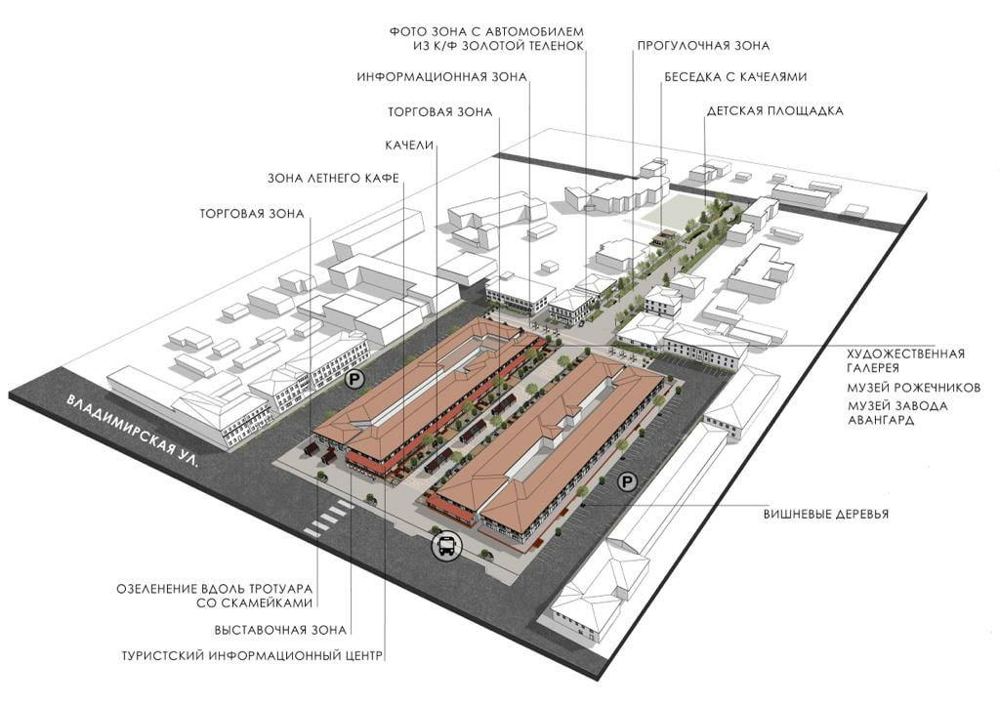 ФОТО ЗОНА С АВТОМОБИЛЕМ
ИЗ К/Ф ЗОЛОТОЙ ТЕЛЕНОК
ПРОГУЛОЧНАЯ ЗОНА
ИНФОРМАЦИОННАЯ ЗОНА
БЕСЕДКА С КАЧЕЛЯМИ
ТОРГОВАЯ ЗОНА
ДЕТСКАЯ ПЛОЩАДКА
КАЧЕЛИ
ЗОНА ЛЕТНЕГО КАФЕ
ТОРГОВАЯ ЗОНА
ХУДОЖЕСТВЕННАЯ
ГАЛЕРЕЯ
МУЗЕЙ РОЖЕЧНИКОВ
МУЗЕЙ ЗАВОДА
АВАНГАРД
P
ВЛАДИМИРСКАЯ УЛ.
P
ВИШНЕВЫЕ ДЕРЕВЬЯ
ОЗЕЛЕНЕНИЕ ВДОЛЬ ТРОТУАРА
СО СКАМЕЙКАМИ
ВЫСТАВОЧНАЯ ЗОНА
ТУРИСТСКИЙ ИНФОРМАЦИОННЫЙ ЦЕНТР